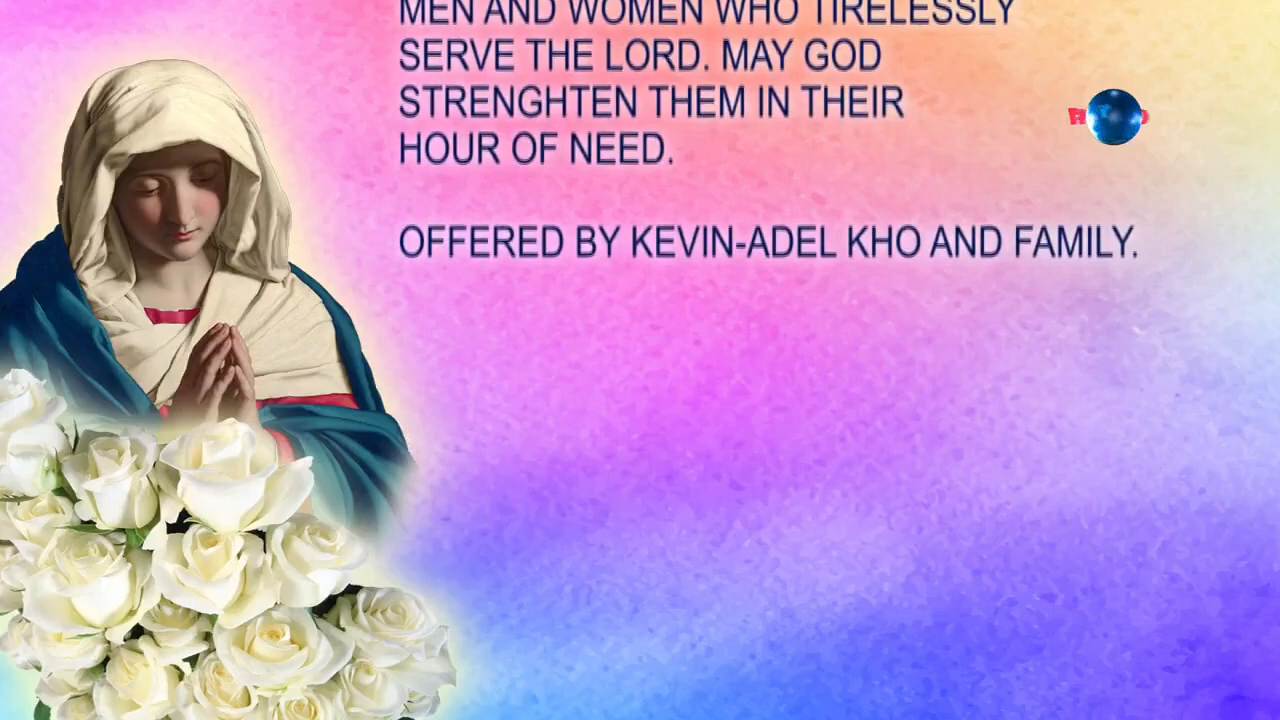 MEN AND WOMEN WHO TIRELESSLY
SERVE THE LORD. MAY GOD
STRENGHTEN THEM IN THEIR
HOUR OF NEED.
OFFERED BY KEVIN-ADEL KHO AND FAMILY.